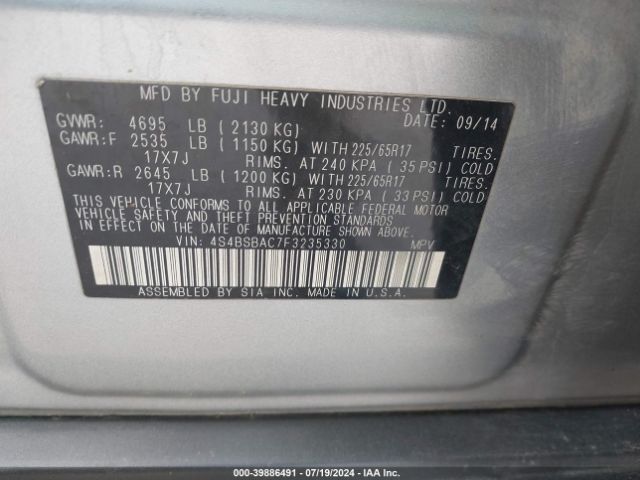 MFD BY FUJI HEAVY INDUSTRIES LTD.
GVWR: 4695 LB ( 2130 KG) DATE: 09/14
GAWR:F 2535 LB ( 1150 KG) WITH 225/65R17 TIRES.
17X7J RIMS. AT 240 KPA ( 35 PSI) COLD
GAWR:R 2645 LB ( 1200 KG) WITH 225/65R17 TIRES.
17X7J RIMS. AT 230 KPA ( 33 PSI) COLD
THIS VEHICLE CONFORMS TO ALL APPLICABLE FEDERAL MOTOR
VEHICLE SAFETY AND THEFT PREVENTION STANDARDS
IN EFFECT ON THE DATE OF MANUFACTURE SHOWN ABOVE.
VIN: 4S4BSBAC7F3235330 MPV
ASSEMBLED BY SIA INC. MADE IN U.S.A.
000-39886491 - 07/19/2024 - IAA Inc.